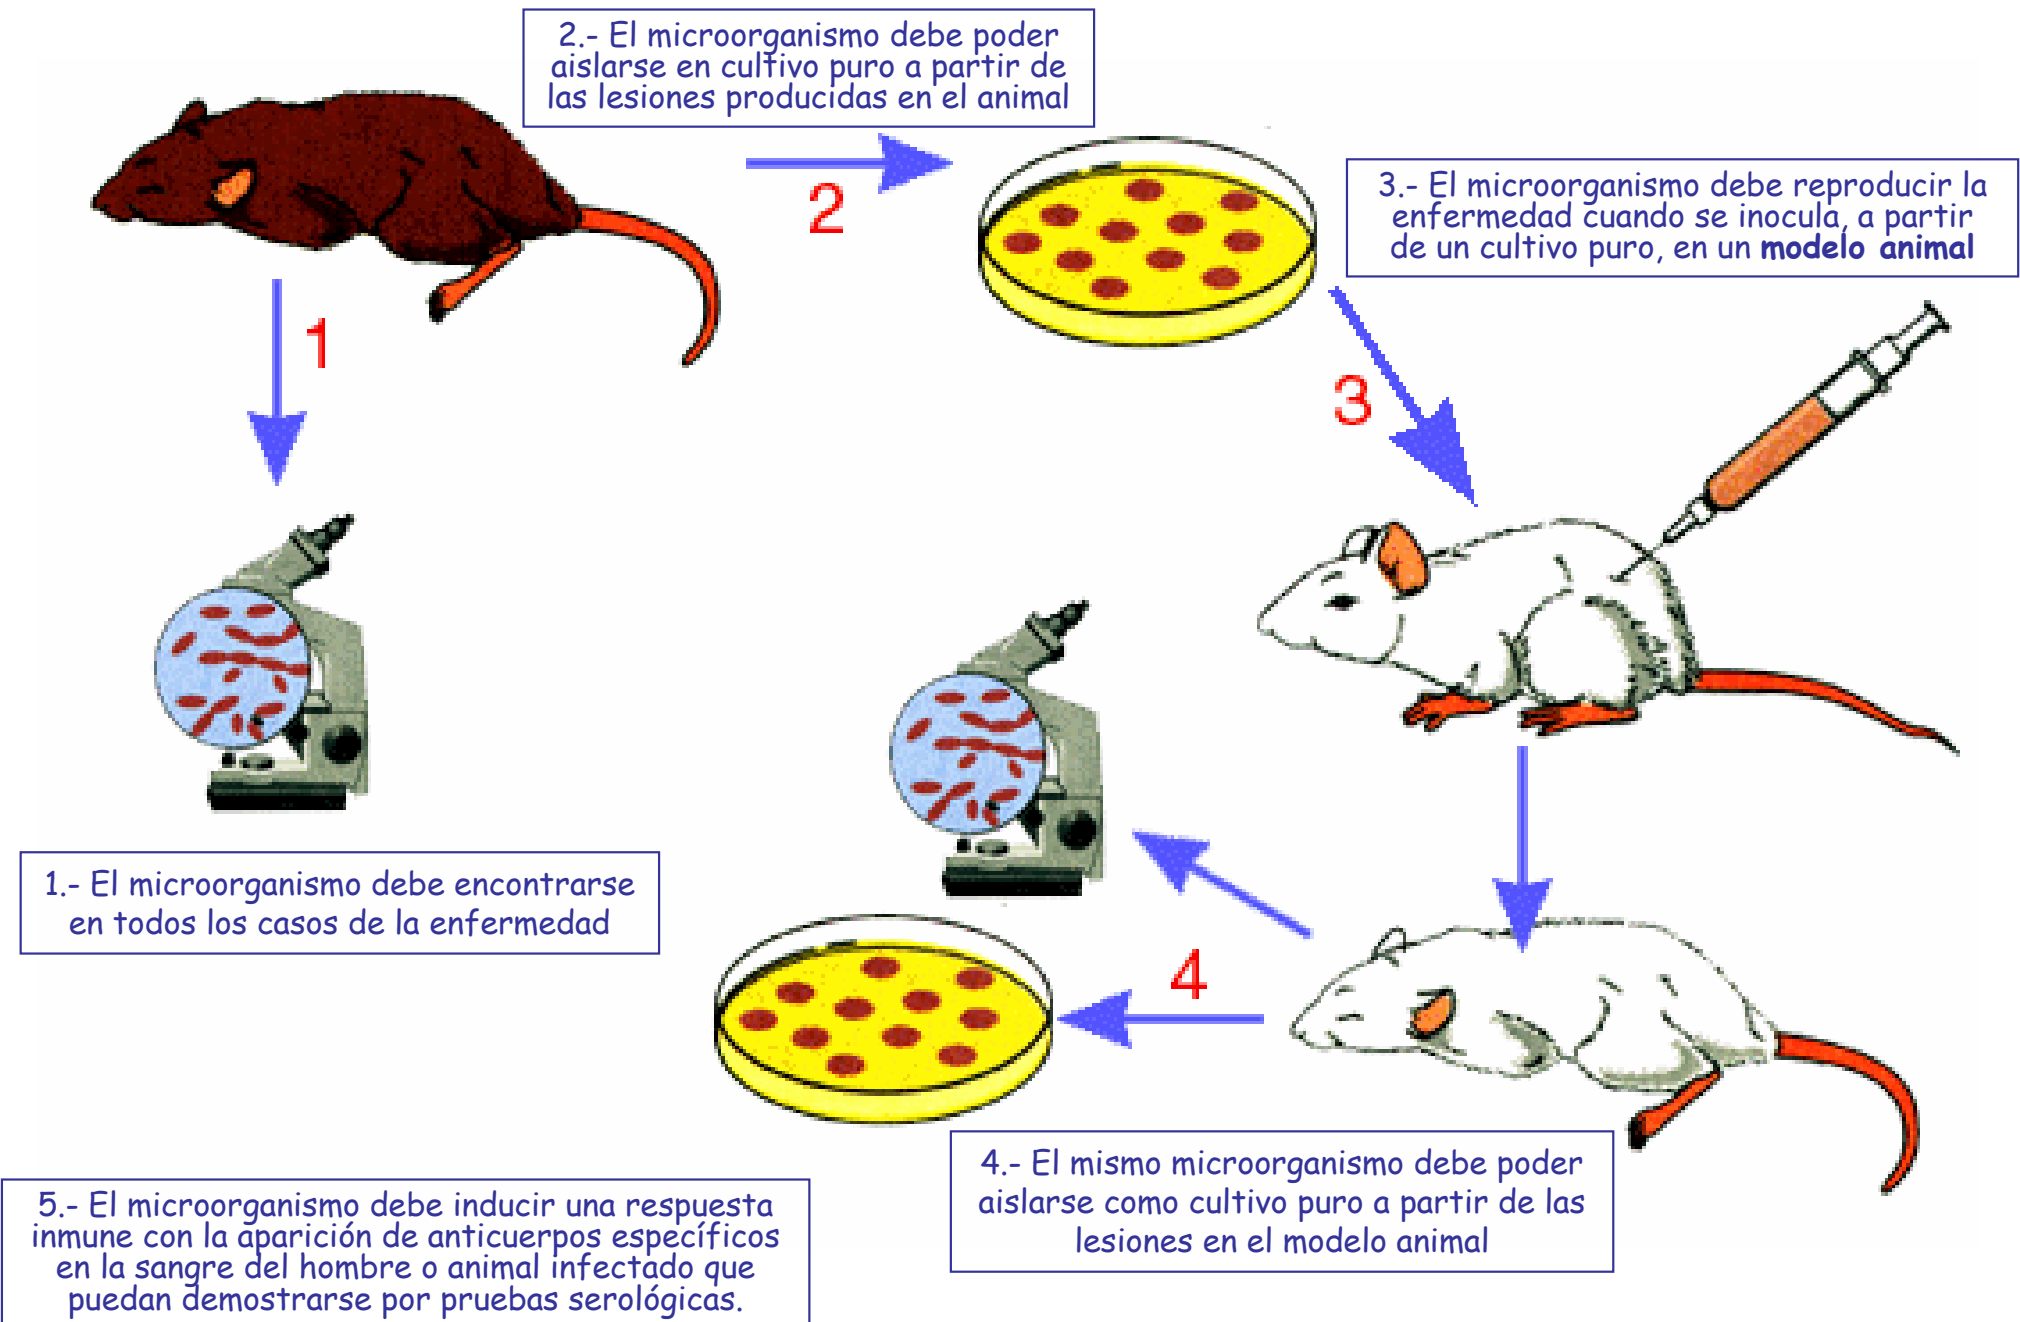 2.- El microorganismo debe poder
aislarse en cultivo puro a partir de
las lesiones producidas en el animal
2
3.- El microorganismo debe reproducir la
enfermedad cuando se inocula, a partir
de un cultivo puro, en un modelo animal
1
3
1.- El microorganismo debe encontrarse
en todos los casos de la enfermedad
4
4.- El mismo microorganismo debe poder
aislarse como cultivo puro a partir de las
lesiones en el modelo animal
5.- El microorganismo debe inducir una respuesta
inmune con la aparición de anticuerpos específicos
en la sangre del hombre o animal infectado que
puedan demostrarse por pruebas serológicas.